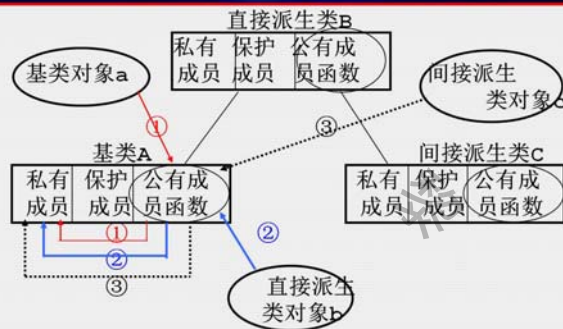 直接派生类B
私有 保护 公有成
成员 成员 员函数
基类对象a
间接派生
类对象c
①
③
基类A
间接派生类C
私有 保护 公有成
成员 成员 员函数
私有 保护 公有成
成员 成员 员函数
①
②
②
③
直接派生
类对象b